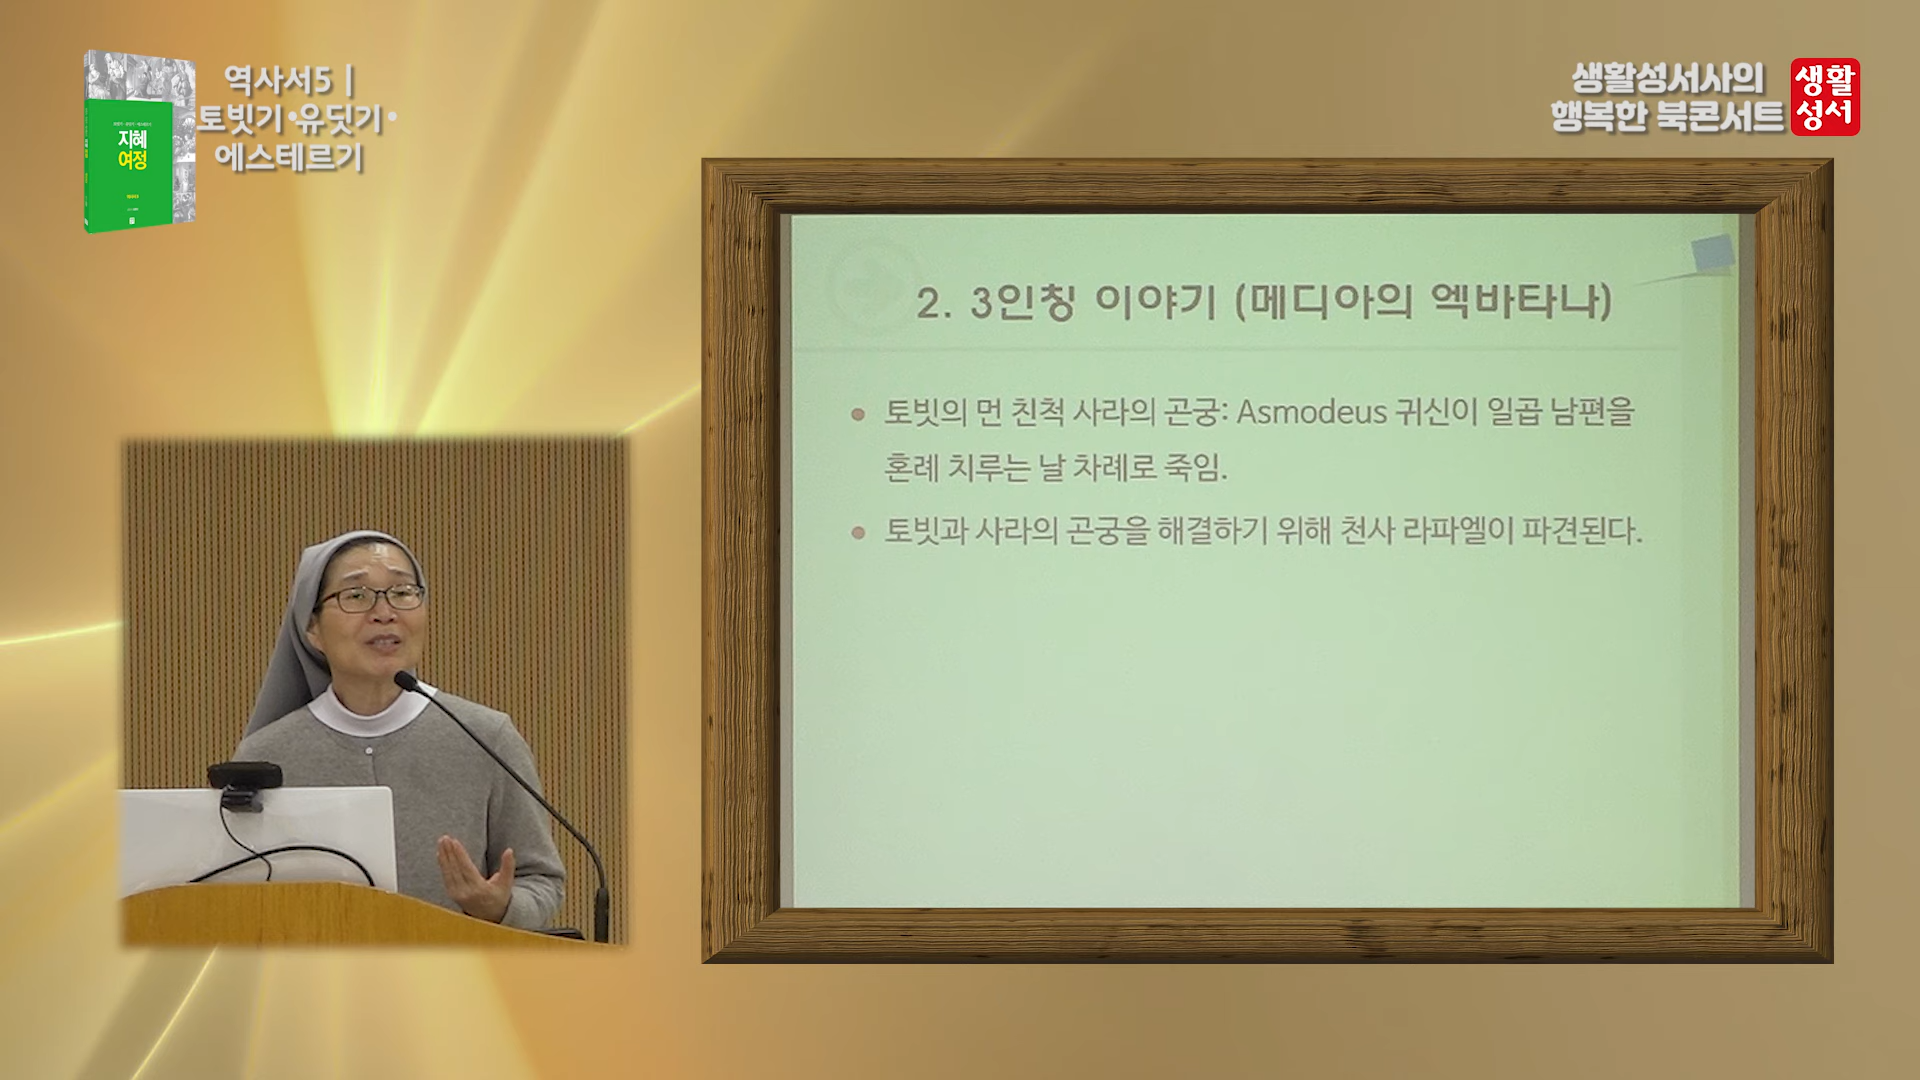 역사서5 |
토빗기·유딧기·
에스테르기
지혜
여정
생활성서사의
행복한 북콘서트
생활
성서
2. 3인칭 이야기 (메디아의 엑바타나)
토빗의 먼 친척 사라의 곤궁: Asmodeus 귀신이 일곱 남편을
혼례 치루는 날 차례로 죽임.
토빗과 사라의 곤궁을 해결하기 위해 천사 라파엘이 파견된다.